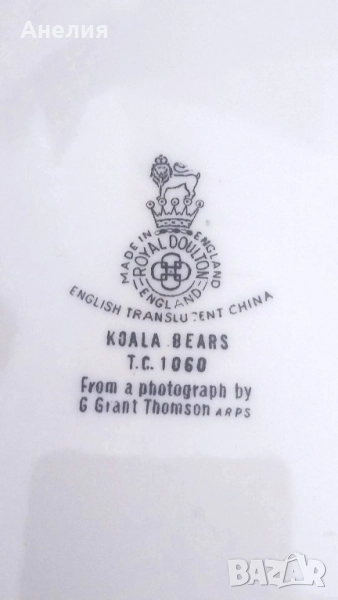 Анелия
MADE IN ENGLAND
ROYAL DOULTON
ENGLAND
ENGLISH TRANSLUCENT CHINA
KOALA BEARS
T.C. 1060
From a photograph by
G Grant Thomson ARPS
BAZAR